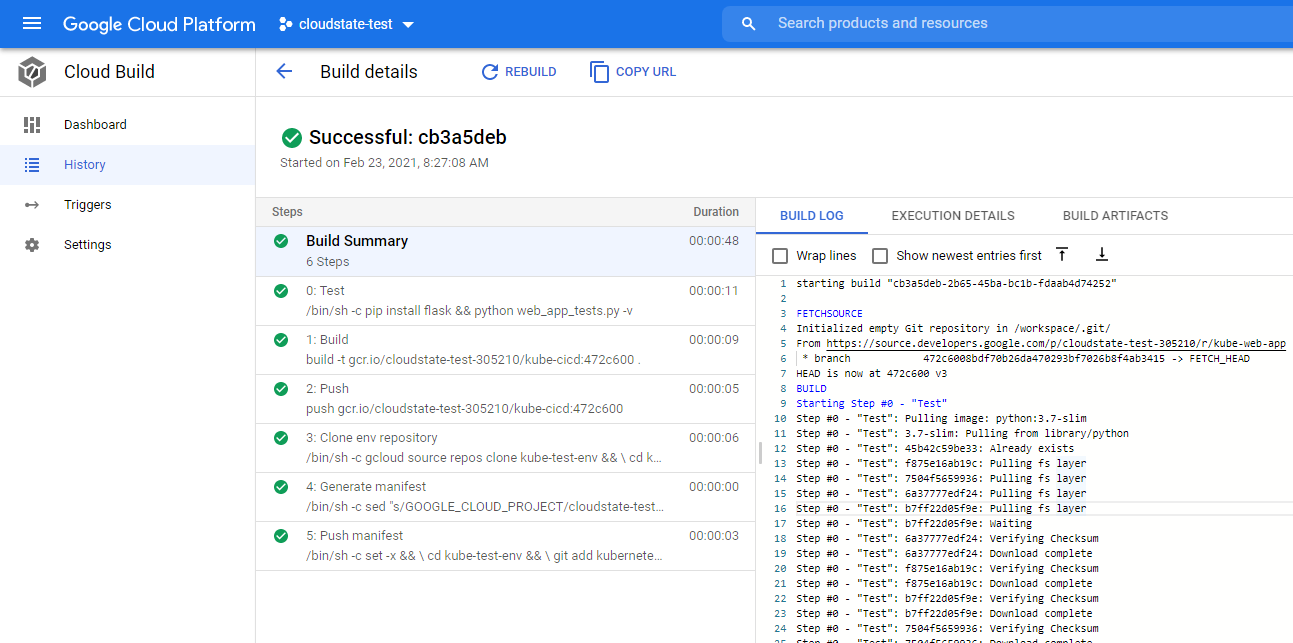 Google Cloud Platform
cloudstate-test
Search products and resources
Cloud Build
Build details
REBUILD
COPY URL
Dashboard
History
Triggers
Settings
Successful: cb3a5deb
Started on Feb 23, 2021, 8:27:08 AM
Steps Duration
Build Summary 00:00:48
6 Steps
0: Test 00:00:11
/bin/sh -c pip install flask && python web_app_tests.py -v
1: Build 00:00:09
build -t gcr.io/cloudstate-test-305210/kube-cicd:472c600 .
2: Push 00:00:05
push gcr.io/cloudstate-test-305210/kube-cicd:472c600
3: Clone env repository 00:00:06
/bin/sh -c gcloud source repos clone kube-test-env && \ cd k...
4: Generate manifest 00:00:00
/bin/sh -c sed "s/GOOGLE_CLOUD_PROJECT/cloudstate-test...
5: Push manifest 00:00:03
/bin/sh -c set -x && \ cd kube-test-env && \ git add kubernete...
BUILD LOG EXECUTION DETAILS BUILD ARTIFACTS
Wrap lines Show newest entries first
1 starting build "cb3a5deb-2b65-45ba-bc1b-fdaab4d74252"
2
3 FETCHSOURCE
4 Initialized empty Git repository in /workspace/.git/
5 From https://source.developers.google.com/p/cloudstate-test-305210/r/kube-web-app
6 * branch 472c6008bdf70b26da470293bf7026b8f4ab3415 -> FETCH_HEAD
7 HEAD is now at 472c600 v3
8 BUILD
9 Starting Step #0 - "Test"
10 Step #0 - "Test": Pulling image: python:3.7-slim
11 Step #0 - "Test": 3.7-slim: Pulling from library/python
12 Step #0 - "Test": 45b42c59be33: Already exists
13 Step #0 - "Test": f875e16ab19c: Pulling fs layer
14 Step #0 - "Test": 7504f5659936: Pulling fs layer
15 Step #0 - "Test": 6a37777edf24: Pulling fs layer
16 Step #0 - "Test": b7ff22d05f9e: Pulling fs layer
17 Step #0 - "Test": b7ff22d05f9e: Waiting
18 Step #0 - "Test": 6a37777edf24: Verifying Checksum
19 Step #0 - "Test": 6a37777edf24: Download complete
20 Step #0 - "Test": f875e16ab19c: Verifying Checksum
21 Step #0 - "Test": f875e16ab19c: Download complete
22 Step #0 - "Test": b7ff22d05f9e: Verifying Checksum
23 Step #0 - "Test": b7ff22d05f9e: Download complete
24 Step #0 - "Test": 7504f5659936: Verifying Checksum
25 Step #0 - "Test": 7504f5659936: Download complete